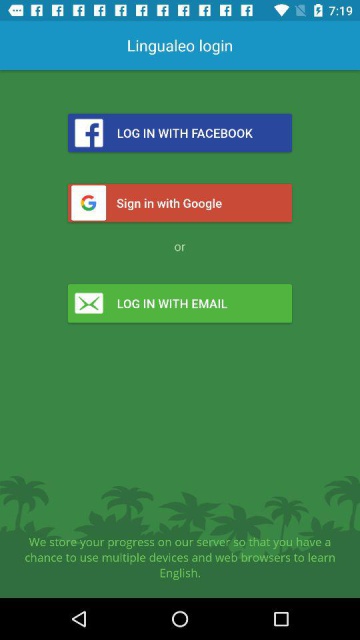 7:19
Lingualeo login
LOG IN WITH FACEBOOK
Sign in with Google
or
LOG IN WITH EMAIL
We store your progress on our server so that you have a
chance to use multiple devices and web browsers to learn
English.